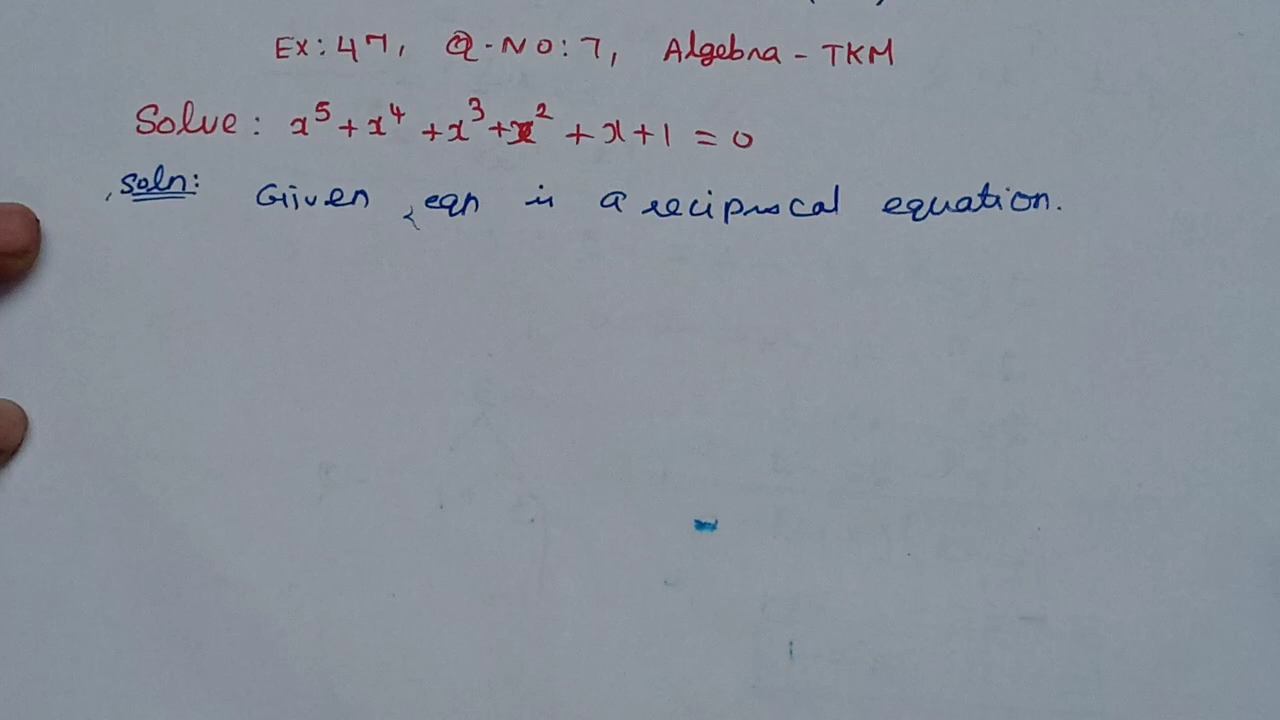 Ex: 47, Q.NO: 7, Algebra - TKM
Solve: x⁵ + x⁴ + x³ + x² + x + 1 = 0
Soln: Given eqn is a reciprocal equation.